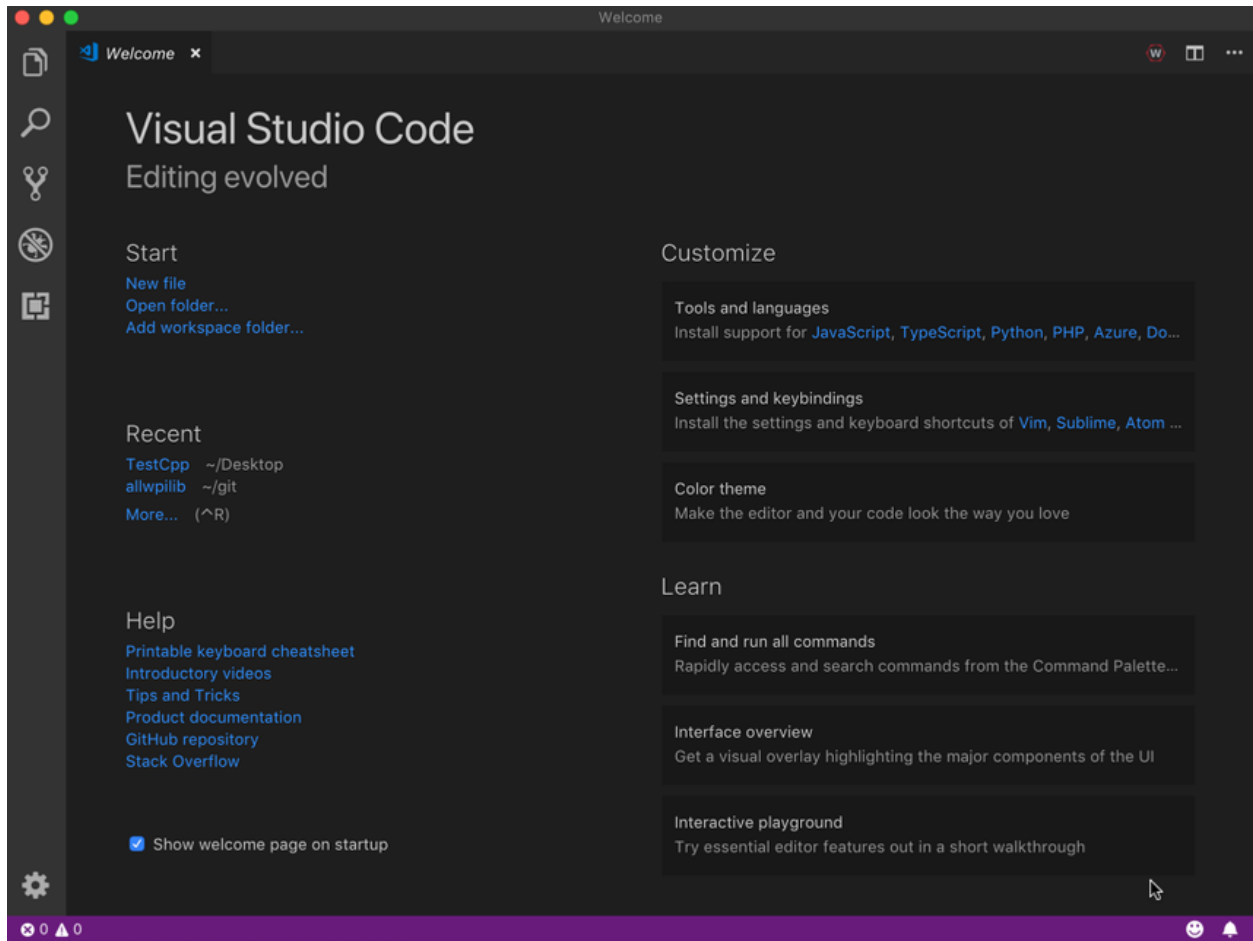 Welcome
Welcome ×
W
Visual Studio Code
Editing evolved
Start
New file
Open folder...
Add workspace folder...
Recent
TestCpp ~/Desktop
allwpilib ~/git
More... (^R)
Help
Printable keyboard cheatsheet
Introductory videos
Tips and Tricks
Product documentation
GitHub repository
Stack Overflow
Show welcome page on startup
Customize
Tools and languages
Install support for JavaScript, TypeScript, Python, PHP, Azure, Do...
Settings and keybindings
Install the settings and keyboard shortcuts of Vim, Sublime, Atom ...
Color theme
Make the editor and your code look the way you love
Learn
Find and run all commands
Rapidly access and search commands from the Command Palette...
Interface overview
Get a visual overlay highlighting the major components of the UI
Interactive playground
Try essential editor features out in a short walkthrough
0 0